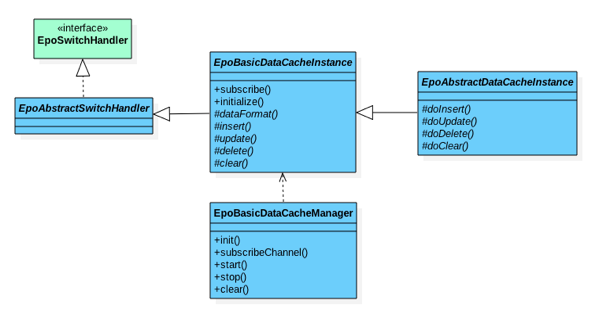 «interface»
EpoSwitchHandler
EpoAbstractSwitchHandler
EpoBasicDataCacheInstance
+subscribe()
+initialize()
#dataFormat()
#insert()
#update()
#delete()
#clear()
EpoAbstractDataCacheInstance
#doInsert()
#doUpdate()
#doDelete()
#doClear()
EpoBasicDataCacheManager
+init()
+subscribeChannel()
+start()
+stop()
+clear()